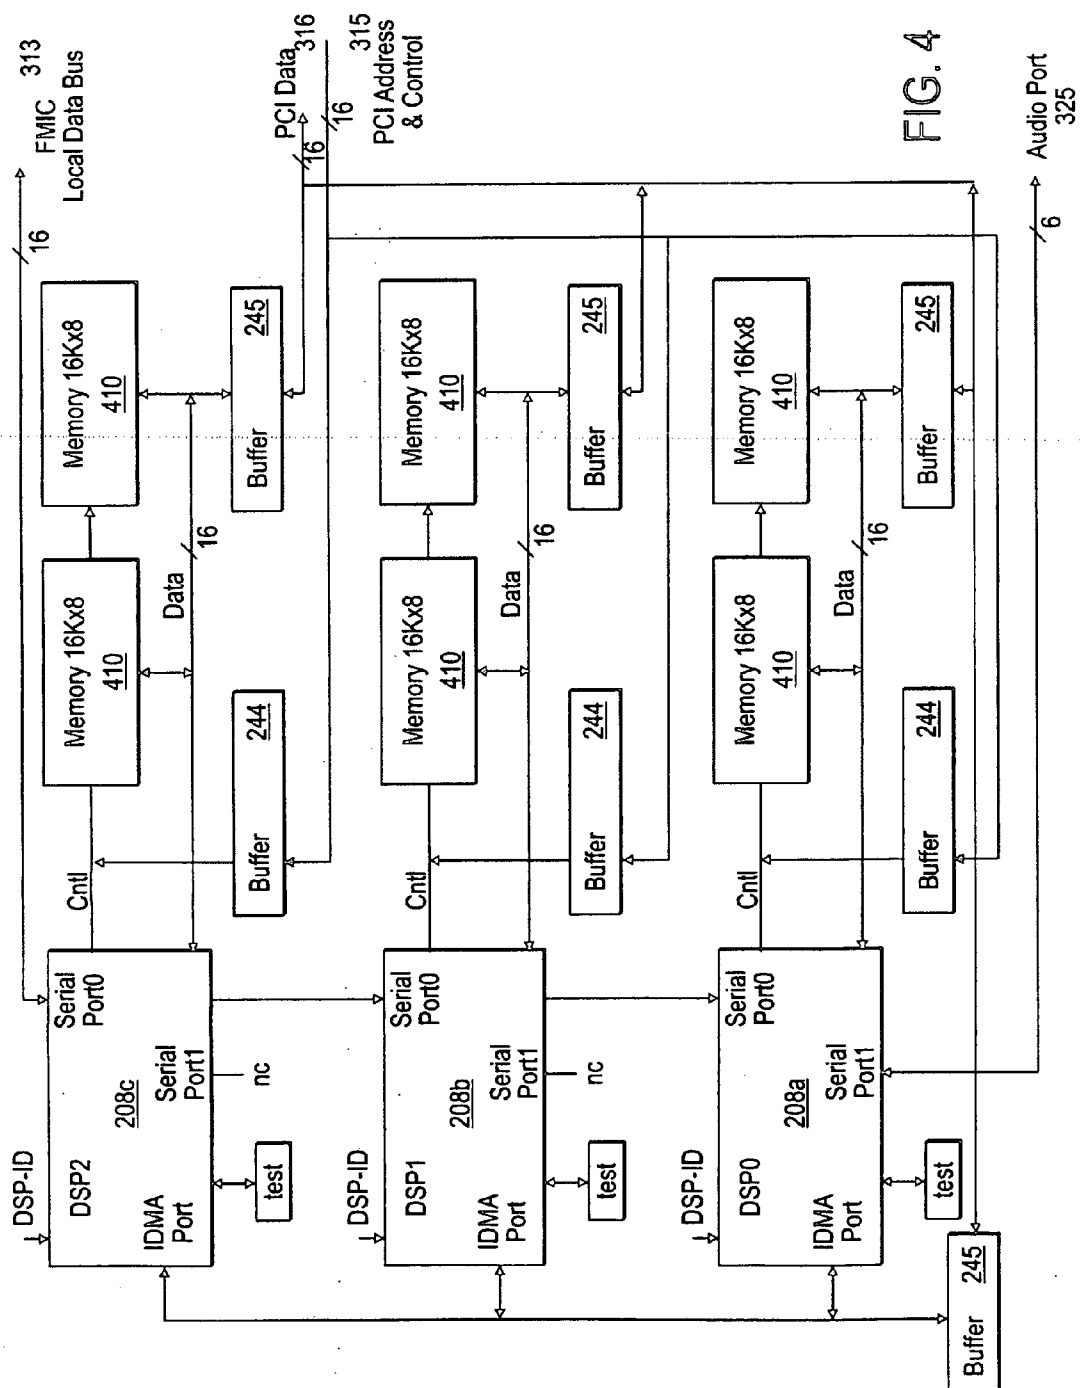 FMIC 313
Local Data Bus
16
PCI Data 316
16
16
315
PCI Address
& Control
FIG. 4
Audio Port
325
6
Memory 16Kx8
410
Memory 16Kx8
410
Buffer 245
Data
16
Buffer 244
Cntl
DSP-ID
DSP2
208c
Serial
Port0
Serial
Port1
IDMA
Port
nc
test
Memory 16Kx8
410
Memory 16Kx8
410
Buffer 245
Data
16
Buffer 244
Cntl
DSP-ID
DSP1
208b
Serial
Port0
Serial
Port1
IDMA
Port
nc
test
Memory 16Kx8
410
Memory 16Kx8
410
Buffer 245
Data
16
Buffer 244
Cntl
DSP-ID
DSP0
208a
Serial
Port0
Serial
Port1
IDMA
Port
test
Buffer 245